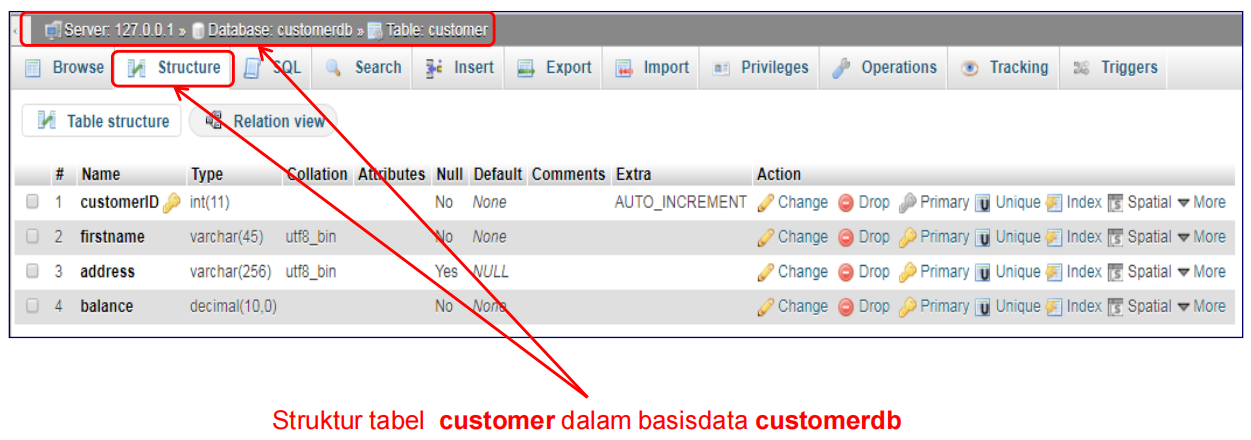 Server: 127.0.0.1 » Database: customerdb » Table: customer
Browse Structure SQL Search Insert Export Import Privileges Operations Tracking Triggers
Table structure Relation view
# Name Type Collation Attributes Null Default Comments Extra Action
1 customerID int(11) No None AUTO_INCREMENT Change Drop Primary Unique Index Spatial More
2 firstname varchar(45) utf8_bin No None Change Drop Primary Unique Index Spatial More
3 address varchar(256) utf8_bin Yes NULL Change Drop Primary Unique Index Spatial More
4 balance decimal(10,0) No None Change Drop Primary Unique Index Spatial More
Struktur tabel customer dalam basisdata customerdb